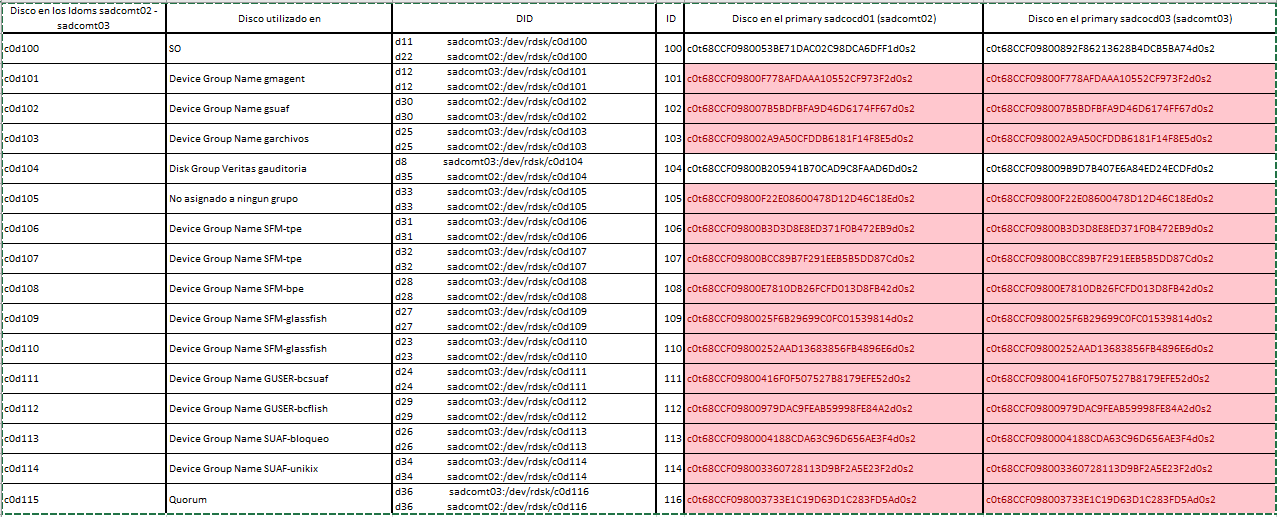 Disco en los ldoms sadcomt02 - sadcomt03 Disco utilizado en DID ID Disco en el primary sadcocd01 (sadcomt02) Disco en el primary sadcocd03 (sadcomt03)
c0d100 SO d11 sadcomt03:/dev/rdsk/c0d100 100 c0t68CCF0980053BE71DAC02C98DCA6DFF1d0s2 c0t68CCF09800892F86213628B4DCB5BA74d0s2
d22 sadcomt02:/dev/rdsk/c0d100
c0d101 Device Group Name gmagent d12 sadcomt03:/dev/rdsk/c0d101 101 c0t68CCF09800F778AFDAAA10552CF973F2d0s2 c0t68CCF09800F778AFDAAA10552CF973F2d0s2
d12 sadcomt02:/dev/rdsk/c0d101
c0d102 Device Group Name gsuaf d30 sadcomt03:/dev/rdsk/c0d102 102 c0t68CCF098007B5BDFBFA9D46D6174FF67d0s2 c0t68CCF098007B5BDFBFA9D46D6174FF67d0s2
d30 sadcomt03:/dev/rdsk/c0d102
c0d103 Device Group Name garchivos d25 sadcomt03:/dev/rdsk/c0d103 103 c0t68CCF098002A9A50CFDDB6181F14F8E5d0s2 c0t68CCF098002A9A50CFDDB6181F14F8E5d0s2
d25 sadcomt02:/dev/rdsk/c0d103
c0d104 Disk Group Veritas gauditoria d8 sadcomt03:/dev/rdsk/c0d104 104 c0t68CCF09800B205941B70CAD9C8FAAD6Dd0s2 c0t68CCF098009B9D7B407E6A84ED24ECDFd0s2
d35 sadcomt02:/dev/rdsk/c0d104
c0d105 No asignado a ningun grupo d33 sadcomt03:/dev/rdsk/c0d105 105 c0t68CCF09800F22E08600478D12D46C18Ed0s2 c0t68CCF09800F22E08600478D12D46C18Ed0s2
d33 sadcomt02:/dev/rdsk/c0d105
c0d106 Device Group Name SFM-tpe d31 sadcomt03:/dev/rdsk/c0d106 106 c0t68CCF09800B3D3D8E8ED371F0B472EB9d0s2 c0t68CCF09800B3D3D8E8ED371F0B472EB9d0s2
d31 sadcomt02:/dev/rdsk/c0d106
c0d107 Device Group Name SFM-tpe d32 sadcomt03:/dev/rdsk/c0d107 107 c0t68CCF09800BCC89B7F291EEB5B5DD87Cd0s2 c0t68CCF09800BCC89B7F291EEB5B5DD87Cd0s2
d32 sadcomt02:/dev/rdsk/c0d107
c0d108 Device Group Name SFM-bpe d28 sadcomt03:/dev/rdsk/c0d108 108 c0t68CCF09800E7810DB26FCFD013D8FB42d0s2 c0t68CCF09800E7810DB26FCFD013D8FB42d0s2
d28 sadcomt02:/dev/rdsk/c0d108
c0d109 Device Group Name SFM-glassfish d27 sadcomt03:/dev/rdsk/c0d109 109 c0t68CCF0980025F6B29699C0FC01539814d0s2 c0t68CCF0980025F6B29699C0FC01539814d0s2
d27 sadcomt02:/dev/rdsk/c0d109
c0d110 Device Group Name SFM-glassfish d23 sadcomt03:/dev/rdsk/c0d110 110 c0t68CCF09800252AAD13683856FB4896E6d0s2 c0t68CCF09800252AAD13683856FB4896E6d0s2
d23 sadcomt02:/dev/rdsk/c0d110
c0d111 Device Group Name GUSER-bcsuaf d24 sadcomt03:/dev/rdsk/c0d111 111 c0t68CCF09800416F0F507527B8179EFE52d0s2 c0t68CCF09800416F0F507527B8179EFE52d0s2
d24 sadcomt02:/dev/rdsk/c0d111
c0d112 Device Group Name GUSER-bcflish d29 sadcomt03:/dev/rdsk/c0d112 112 c0t68CCF09800979DAC9FEAB59998FE84A2d0s2 c0t68CCF09800979DAC9FEAB59998FE84A2d0s2
d29 sadcomt02:/dev/rdsk/c0d112
c0d113 Device Group Name SUAF-bloqueo d26 sadcomt03:/dev/rdsk/c0d113 113 c0t68CCF0980004188CDA63C96D656AE3F4d0s2 c0t68CCF0980004188CDA63C96D656AE3F4d0s2
d26 sadcomt02:/dev/rdsk/c0d113
c0d114 Device Group Name SUAF-unikix d34 sadcomt03:/dev/rdsk/c0d114 114 c0t68CCF098003360728113D9BF2A5E23F2d0s2 c0t68CCF098003360728113D9BF2A5E23F2d0s2
d34 sadcomt02:/dev/rdsk/c0d114
c0d115 Quorum d36 sadcomt03:/dev/rdsk/c0d116 116 c0t68CCF098003733E1C19D63D1C283FD5Ad0s2 c0t68CCF098003733E1C19D63D1C283FD5Ad0s2
d36 sadcomt02:/dev/rdsk/c0d116